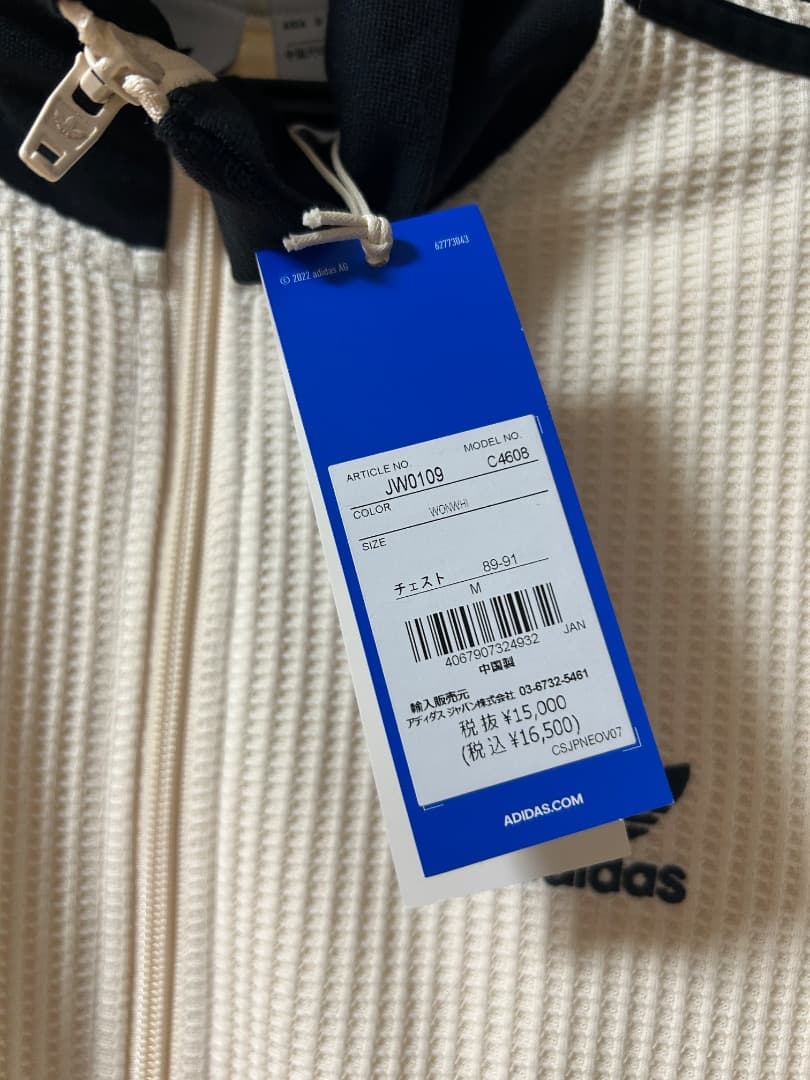 © 2022 adidas AG
62773043
ARTICLE NO.
MODEL NO.
JW0109
C4608
COLOR
WONWHI
SIZE
チェスト
89-91
M
4067907324932
JAN
中国製
輸入販売元
アディダス ジャパン株式会社 03-6732-5461
税 抜 ¥15,000
(税 込 ¥16,500)
CSJPNEOV07
ADIDAS.COM
adidas